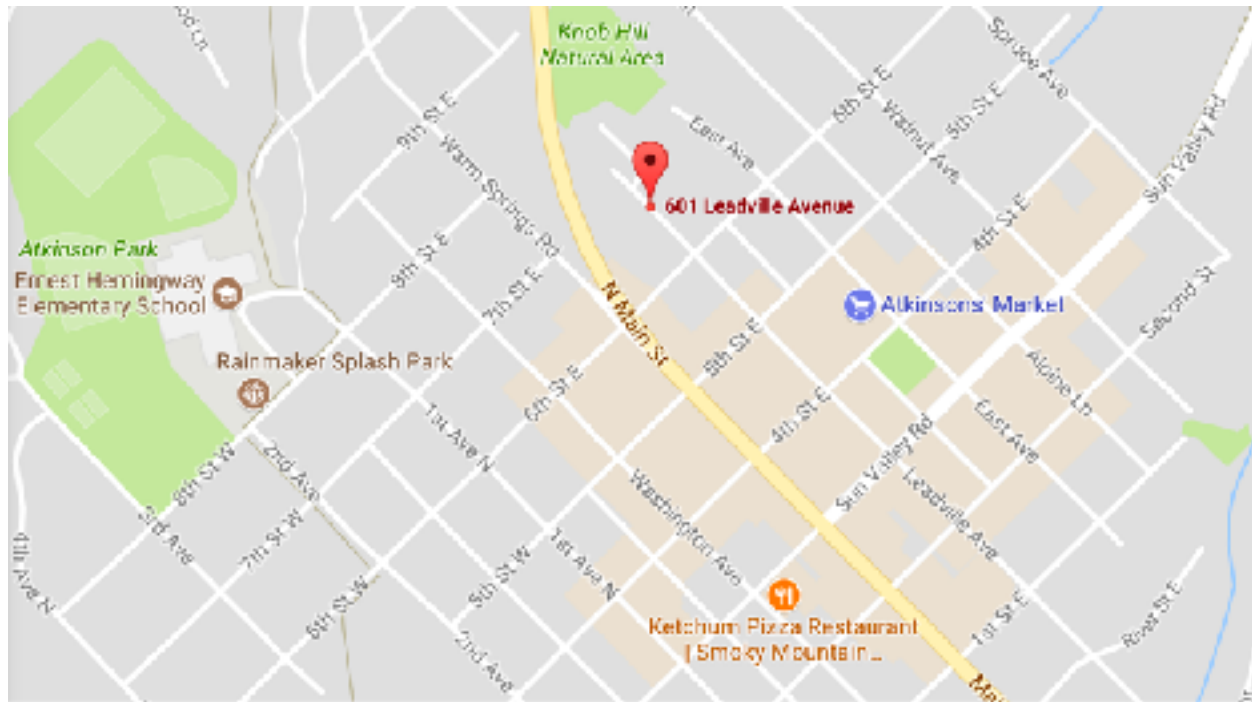 Knob Hill
Natural Area
Spruce Ave
9th St E
East Ave
6th St E
Walnut Ave
5th St E
Sun Valley Rd
Warm Springs Rd
601 Leadville Avenue
4th St E
Atkinson Park
Ernest Hemingway
Elementary School
8th St E
7th St E
N Main St
Atkinsons' Market
Second St
Rainmaker Splash Park
5th St E
Alpine Ln
6th St E
4th St E
East Ave
1st Ave N
8th St W
2nd Ave
Sun Valley Rd
Leadville Ave
Washington Ave
3rd Ave
7th St W
4th Ave N
5th St W
1st Ave N
6th St W
Ketchum Pizza Restaurant
| Smoky Mountain...
1st St E
River St E
2nd Ave